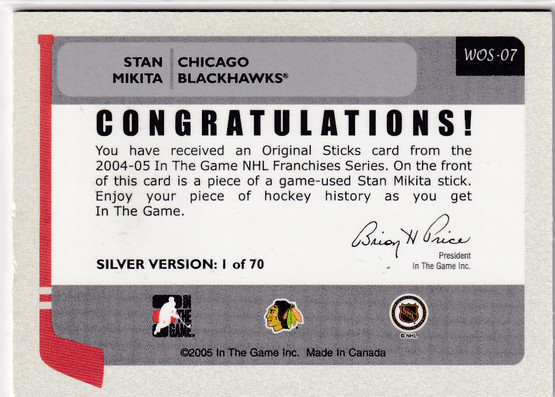 WOS-07
STAN CHICAGO
MIKITA BLACKHAWKS®
CONGRATULATIONS!
You have received an Original Sticks card from the
2004-05 In The Game NHL Franchises Series. On the front
of this card is a piece of a game-used Stan Mikita stick.
Enjoy your piece of hockey history as you get
In The Game.
Brian H Price
President
In The Game Inc.
SILVER VERSION: 1 of 70
IN
THE
GAME
NHL
© NHL
©2005 In The Game Inc. Made In Canada